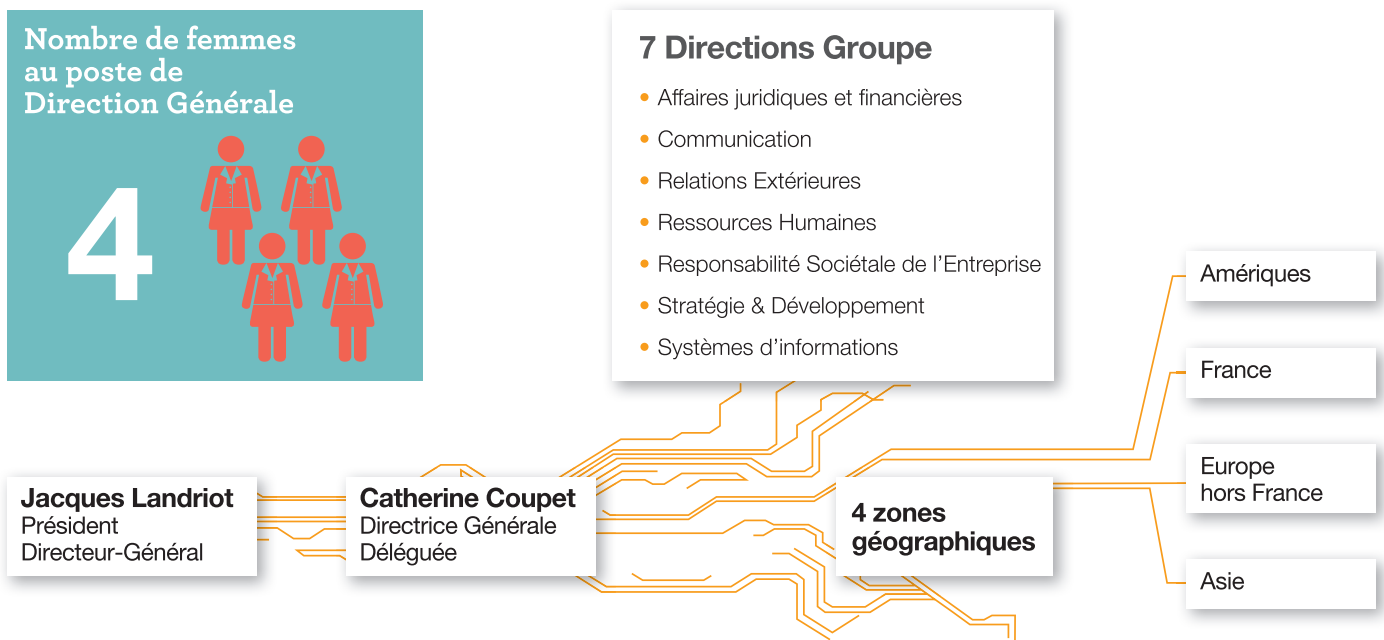 Nombre de femmes
au poste de
Direction Générale
4
7 Directions Groupe
• Affaires juridiques et financières
• Communication
• Relations Extérieures
• Ressources Humaines
• Responsabilité Sociétale de l’Entreprise
• Stratégie & Développement
• Systèmes d’informations
Jacques Landriot
Président
Directeur-Général
Catherine Coupet
Directrice Générale
Déléguée
4 zones
géographiques
Amériques
France
Europe
hors France
Asie